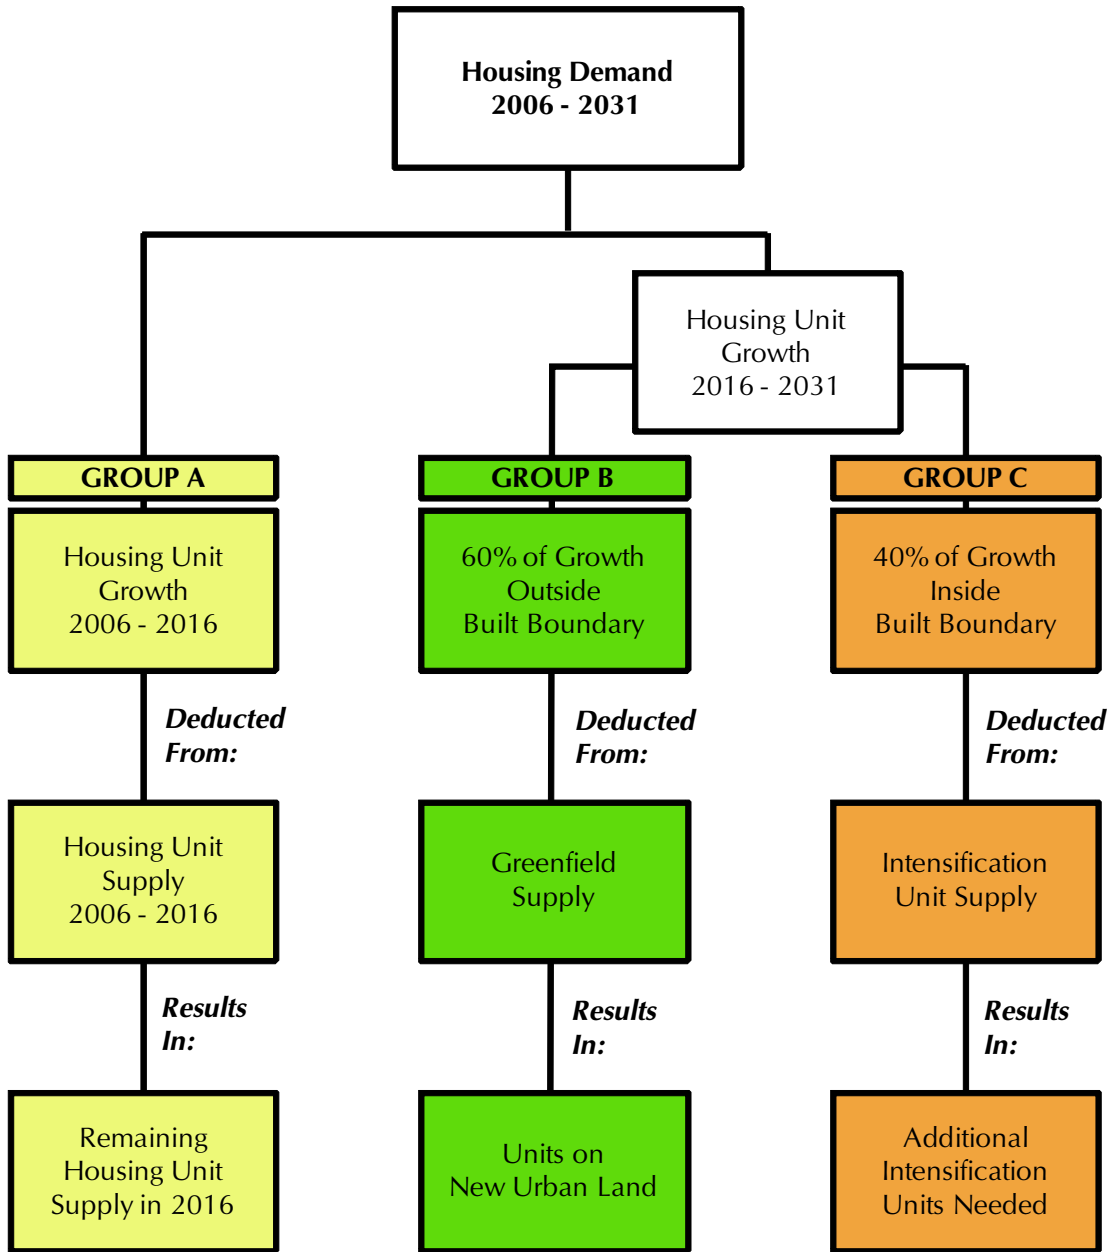 Housing Demand
2006 - 2031
Housing Unit
Growth
2016 - 2031
GROUP A
Housing Unit
Growth
2006 - 2016
Deducted
From:
Housing Unit
Supply
2006 - 2016
Results
In:
Remaining
Housing Unit
Supply in 2016
GROUP B
60% of Growth
Outside
Built Boundary
Deducted
From:
Greenfield
Supply
Results
In:
Units on
New Urban Land
GROUP C
40% of Growth
Inside
Built Boundary
Deducted
From:
Intensification
Unit Supply
Results
In:
Additional
Intensification
Units Needed